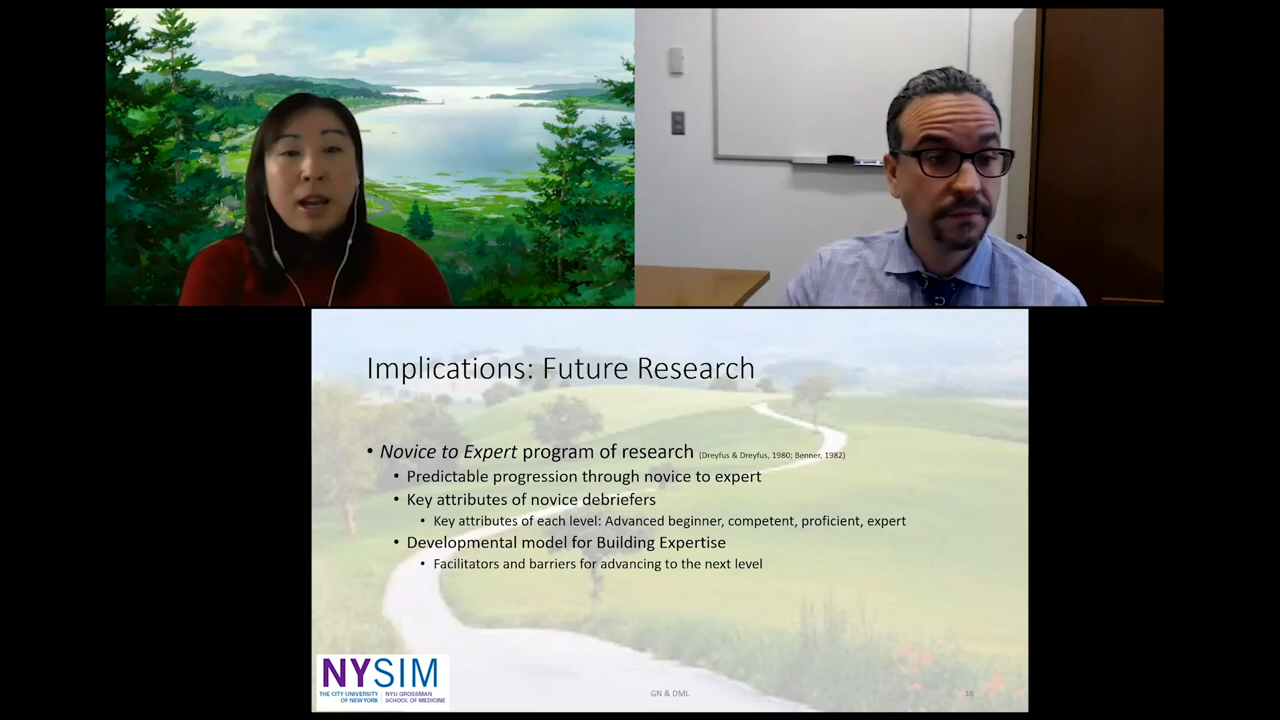 Implications: Future Research
• Novice to Expert program of research (Dreyfus & Dreyfus, 1980; Benner, 1982)
• Predictable progression through novice to expert
• Key attributes of novice debriefers
• Key attributes of each level: Advanced beginner, competent, proficient, expert
• Developmental model for Building Expertise
• Facilitators and barriers for advancing to the next level
NYSIM
THE CITY UNIVERSITY OF NEW YORK | NYU GROSSMAN SCHOOL OF MEDICINE
GN & DML
38